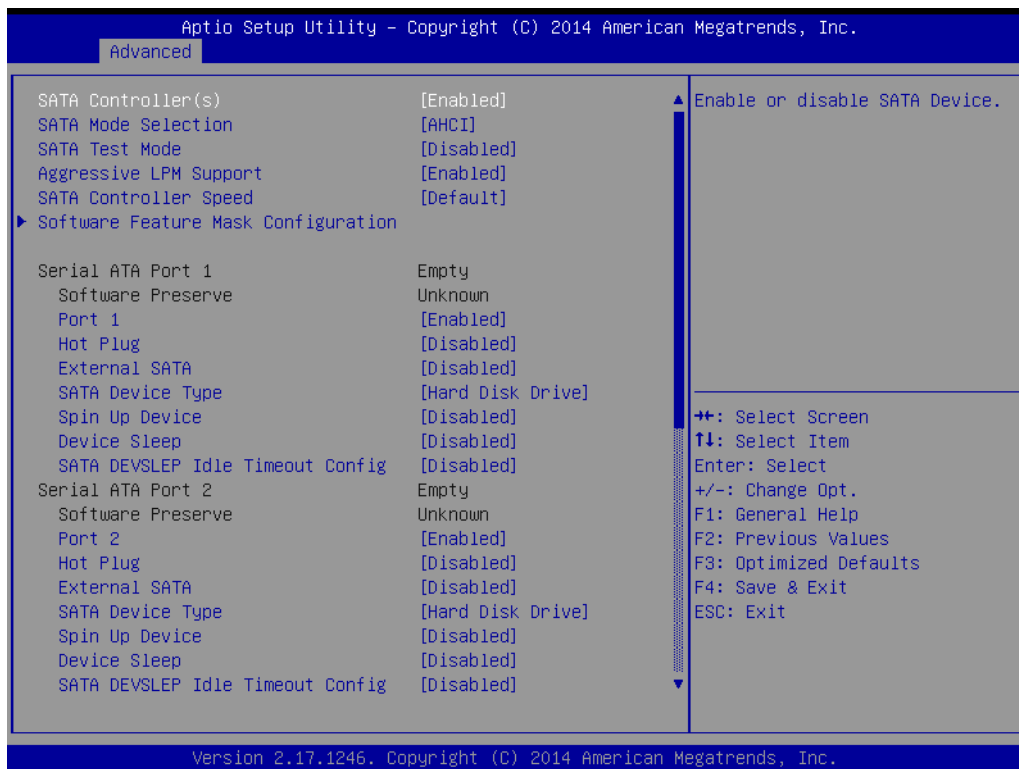 Aptio Setup Utility – Copyright (C) 2014 American Megatrends, Inc.
Advanced
SATA Controller(s) [Enabled]
SATA Mode Selection [AHCI]
SATA Test Mode [Disabled]
Aggressive LPM Support [Enabled]
SATA Controller Speed [Default]
Software Feature Mask Configuration
Serial ATA Port 1 Empty
Software Preserve Unknown
Port 1 [Enabled]
Hot Plug [Disabled]
External SATA [Disabled]
SATA Device Type [Hard Disk Drive]
Spin Up Device [Disabled]
Device Sleep [Disabled]
SATA DEVSLEP Idle Timeout Config [Disabled]
Serial ATA Port 2 Empty
Software Preserve Unknown
Port 2 [Enabled]
Hot Plug [Disabled]
External SATA [Disabled]
SATA Device Type [Hard Disk Drive]
Spin Up Device [Disabled]
Device Sleep [Disabled]
SATA DEVSLEP Idle Timeout Config [Disabled]
Enable or disable SATA Device.
→←: Select Screen
↑↓: Select Item
Enter: Select
+/-: Change Opt.
F1: General Help
F2: Previous Values
F3: Optimized Defaults
F4: Save & Exit
ESC: Exit
Version 2.17.1246. Copyright (C) 2014 American Megatrends, Inc.